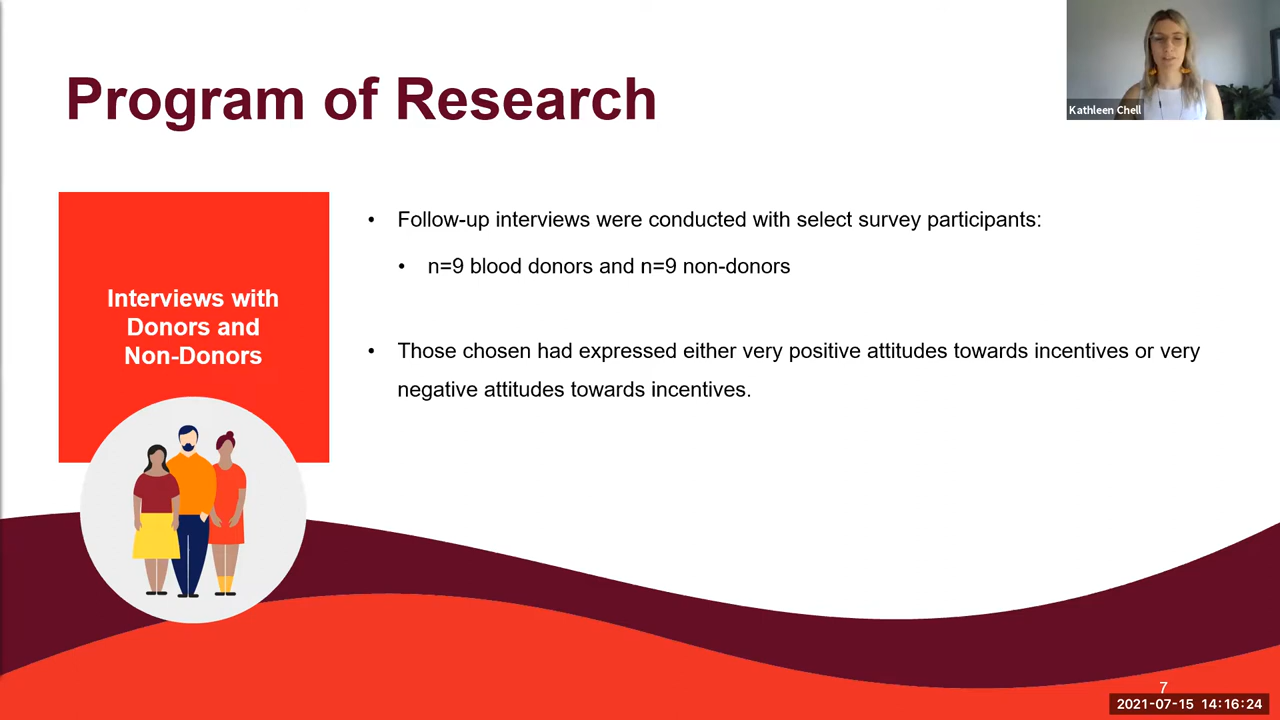 Program of Research
Kathleen Chell
Interviews with
Donors and
Non-Donors
• Follow-up interviews were conducted with select survey participants:
• n=9 blood donors and n=9 non-donors
• Those chosen had expressed either very positive attitudes towards incentives or very
negative attitudes towards incentives.
7
2021-07-15 14:16:24